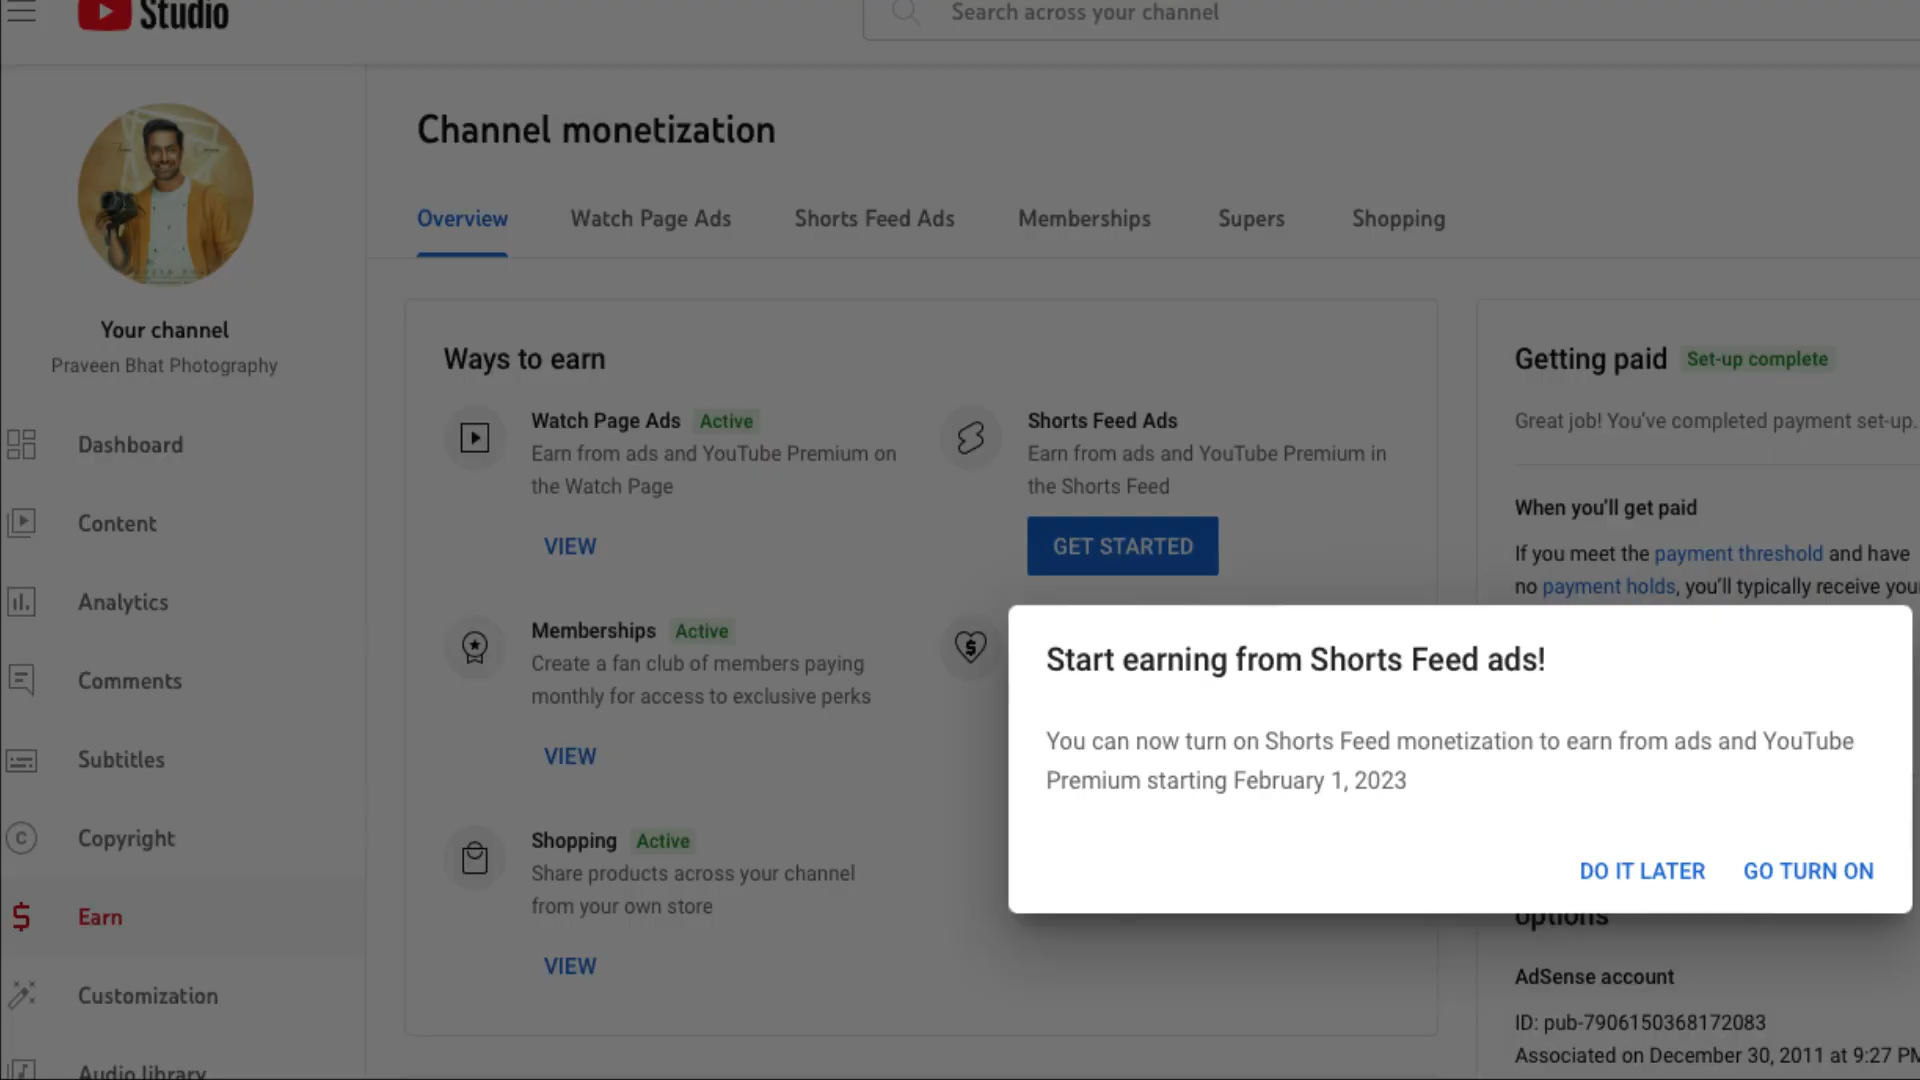 Studio
Search across your channel
Your channel
Praveen Bhat Photography
Dashboard
Content
Analytics
Comments
Subtitles
Copyright
Earn
Customization
Audio library
Channel monetization
Overview
Watch Page Ads
Shorts Feed Ads
Memberships
Supers
Shopping
Ways to earn
Watch Page Ads Active
Earn from ads and YouTube Premium on
the Watch Page
VIEW
Shorts Feed Ads
Earn from ads and YouTube Premium in
the Shorts Feed
GET STARTED
Memberships Active
Create a fan club of members paying
monthly for access to exclusive perks
VIEW
Shopping Active
Share products across your channel
from your own store
VIEW
Getting paid Set-up complete
Great job! You've completed payment set-up.
When you'll get paid
If you meet the payment threshold and have
no payment holds, you'll typically receive your
Start earning from Shorts Feed ads!
You can now turn on Shorts Feed monetization to earn from ads and YouTube
Premium starting February 1, 2023
DO IT LATER
GO TURN ON
options
AdSense account
ID: pub-7906150368172083
Associated on December 30, 2011 at 9:27 PM